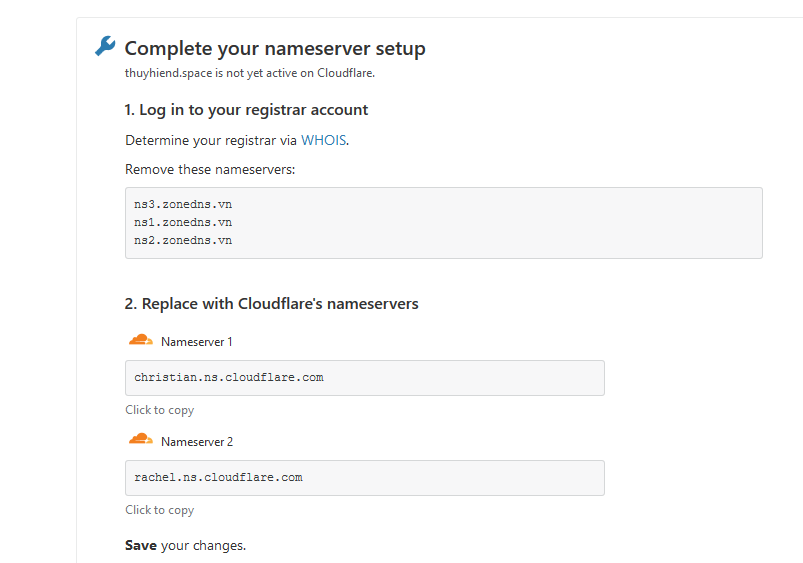 Complete your nameserver setup
thuyhiend.space is not yet active on Cloudflare.
1. Log in to your registrar account
Determine your registrar via WHOIS.
Remove these nameservers:
ns3.zonedns.vn
ns1.zonedns.vn
ns2.zonedns.vn
2. Replace with Cloudflare's nameservers
Nameserver 1
christian.ns.cloudflare.com
Click to copy
Nameserver 2
rachel.ns.cloudflare.com
Click to copy
Save your changes.